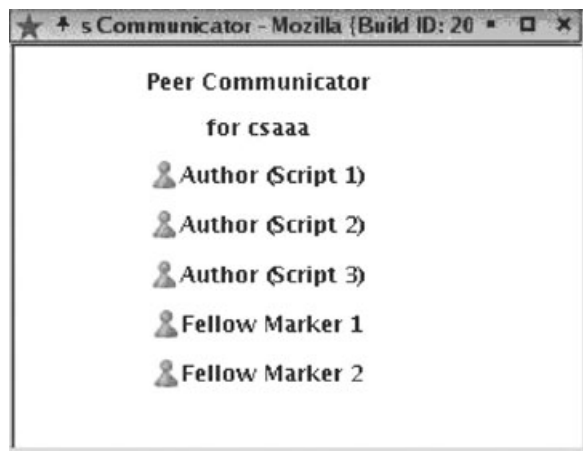 s Communicator - Mozilla {Build ID: 20
Peer Communicator
for csaaa
Author (Script 1)
Author (Script 2)
Author (Script 3)
Fellow Marker 1
Fellow Marker 2